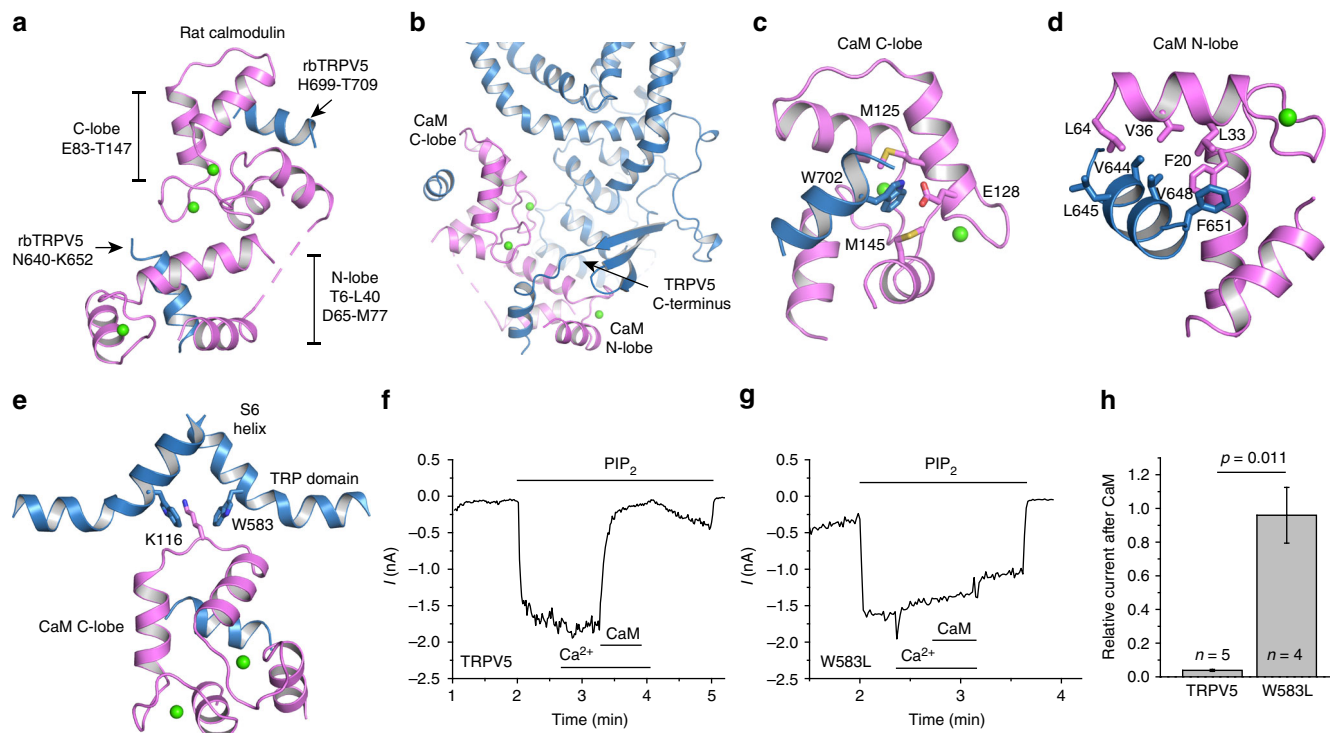 a
Rat calmodulin
rbTRPV5
H699-T709
C-lobe
E83-T147
rbTRPV5
N640-K652
N-lobe
T6-L40
D65-M77
b
CaM
C-lobe
TRPV5
C-terminus
CaM
N-lobe
c
CaM C-lobe
M125
W702
E128
M145
d
CaM N-lobe
L64
V36
L33
V644
F20
L645
V648
F651
e
S6
helix
TRP domain
W583
K116
CaM C-lobe
f
PIP2
0.5
0.0
−0.5
−1.0
−1.5
−2.0
−2.5
I (nA)
CaM
Ca2+
TRPV5
1 2 3 4 5
Time (min)
g
PIP2
0.5
0.0
−0.5
−1.0
−1.5
−2.0
−2.5
I (nA)
CaM
Ca2+
W583L
2 3 4
Time (min)
h
p = 0.011
1.2
1.0
0.8
0.6
0.4
0.2
0.0
Relative current after CaM
n = 5
n = 4
TRPV5 W583L